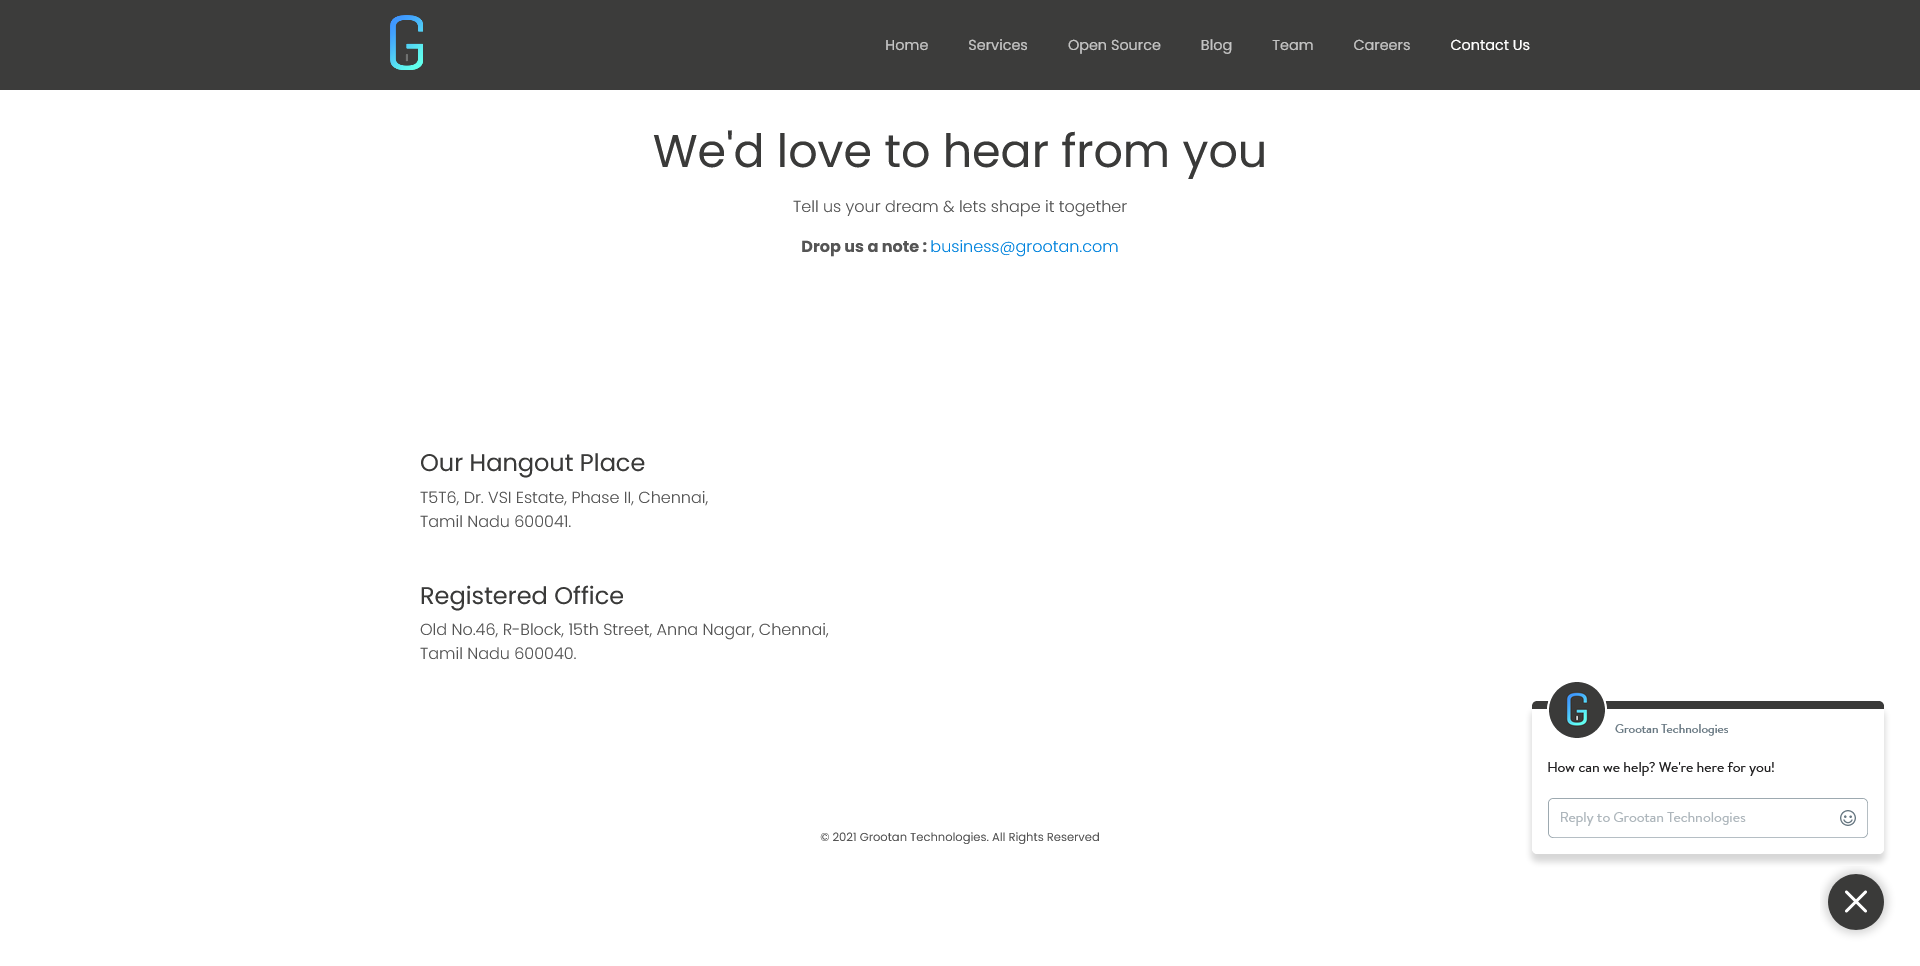 G
Home Services Open Source Blog Team Careers Contact Us
We'd love to hear from you
Tell us your dream & lets shape it together
Drop us a note : business@grootan.com
Our Hangout Place
T5T6, Dr. VSI Estate, Phase II, Chennai,
Tamil Nadu 600041.
Registered Office
Old No.46, R-Block, 15th Street, Anna Nagar, Chennai,
Tamil Nadu 600040.
G
Grootan Technologies
How can we help? We're here for you!
Reply to Grootan Technologies
© 2021 Grootan Technologies. All Rights Reserved